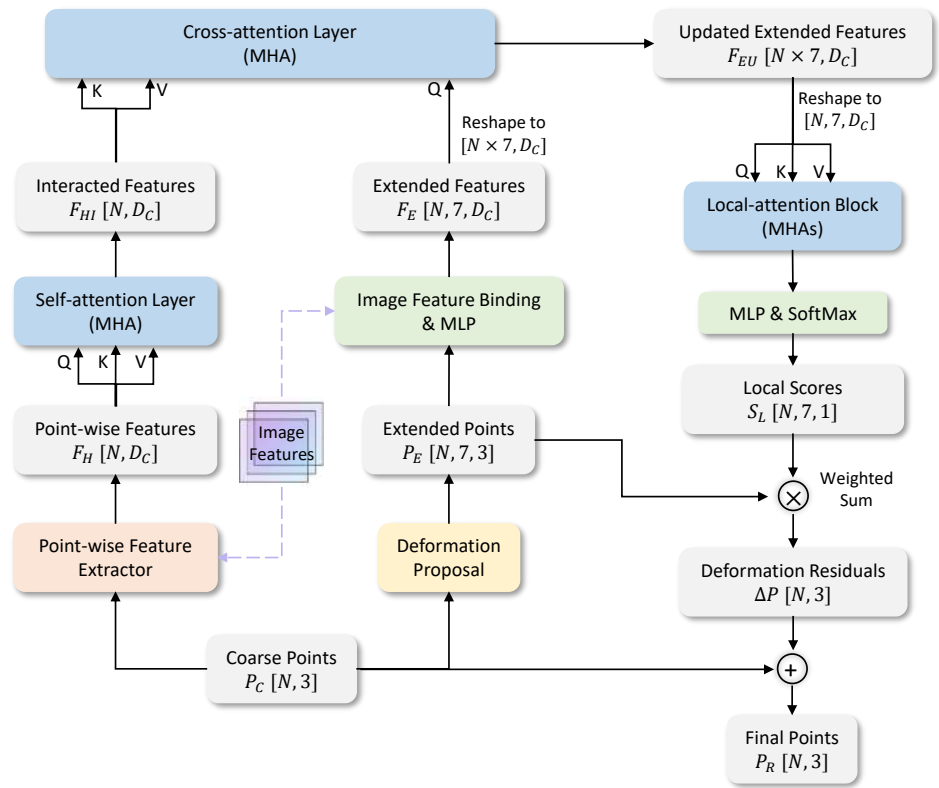 Cross-attention Layer
(MHA)
Updated Extended Features
F_{EU} [N × 7, D_C]
K
V
Q
Reshape to
[N × 7, D_C]
Reshape to
[N, 7, D_C]
Q
K
V
Interacted Features
F_{HI} [N, D_C]
Extended Features
F_E [N, 7, D_C]
Local-attention Block
(MHAs)
Self-attention Layer
(MHA)
Image Feature Binding
& MLP
MLP & SoftMax
Q
K
V
Point-wise Features
F_H [N, D_C]
Image
Features
Extended Points
P_E [N, 7, 3]
Local Scores
S_L [N, 7, 1]
×
Weighted
Sum
Point-wise Feature
Extractor
Deformation
Proposal
Deformation Residuals
ΔP [N, 3]
Coarse Points
P_C [N, 3]
+
Final Points
P_R [N, 3]